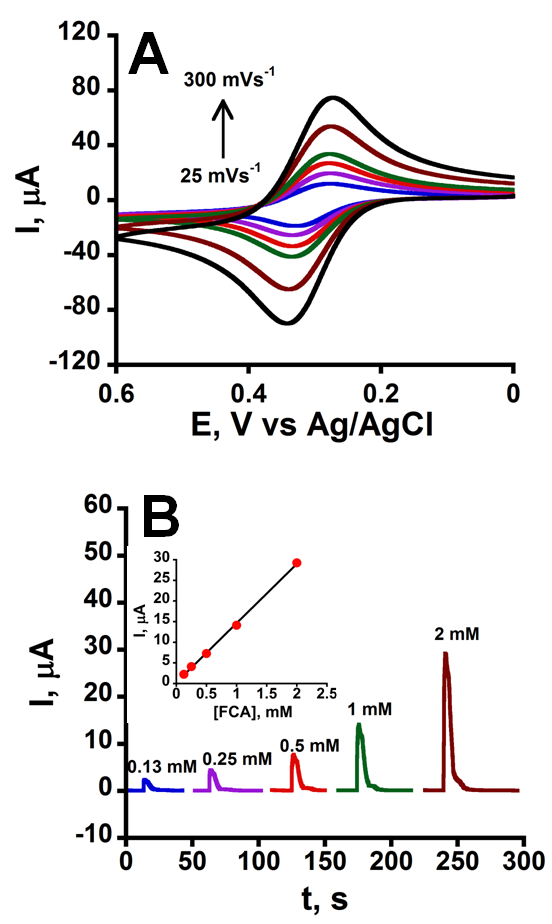 A
120
80
40
0
-40
-80
-120
I, μA
300 mVs⁻¹
25 mVs⁻¹
0.6 0.4 0.2 0
E, V vs Ag/AgCl
B
60
50
40
30
20
10
0
-10
I, μA
30
25
20
15
10
5
0
I, μA
0 0.5 1 1.5 2 2.5
[FCA], mM
2 mM
1 mM
0.5 mM
0.25 mM
0.13 mM
0 50 100 150 200 250 300
t, s